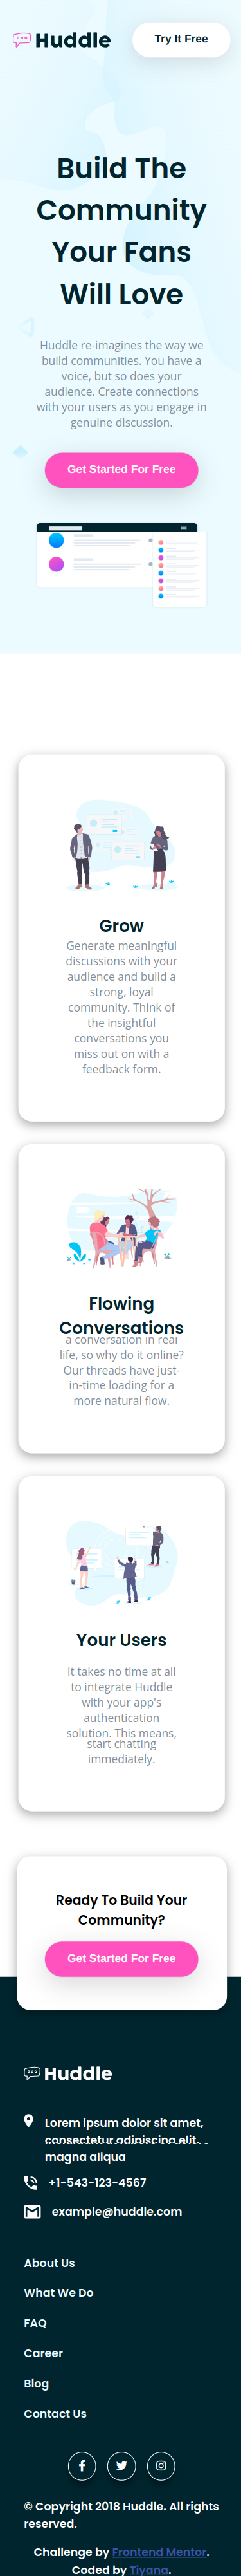 Huddle
Try It Free
Build The
Community
Your Fans
Will Love
Huddle re-imagines the way we
build communities. You have a
voice, but so does your
audience. Create connections
with your users as you engage in
genuine discussion.
Get Started For Free
Grow
Generate meaningful
discussions with your
audience and build a
strong, loyal
community. Think of
the insightful
conversations you
miss out on with a
feedback form.
Flowing
Conversations
a conversation in real
life, so why do it online?
Our threads have just-
in-time loading for a
more natural flow.
Your Users
It takes no time at all
to integrate Huddle
with your app's
authentication
solution. This means,
start chatting
immediately.
Ready To Build Your
Community?
Get Started For Free
Huddle
Lorem ipsum dolor sit amet,
consectetur adipiscing elit,
magna aliqua
+1-543-123-4567
example@huddle.com
About Us
What We Do
FAQ
Career
Blog
Contact Us
© Copyright 2018 Huddle. All rights
reserved.
Challenge by Frontend Mentor.
Coded by Tiyana.